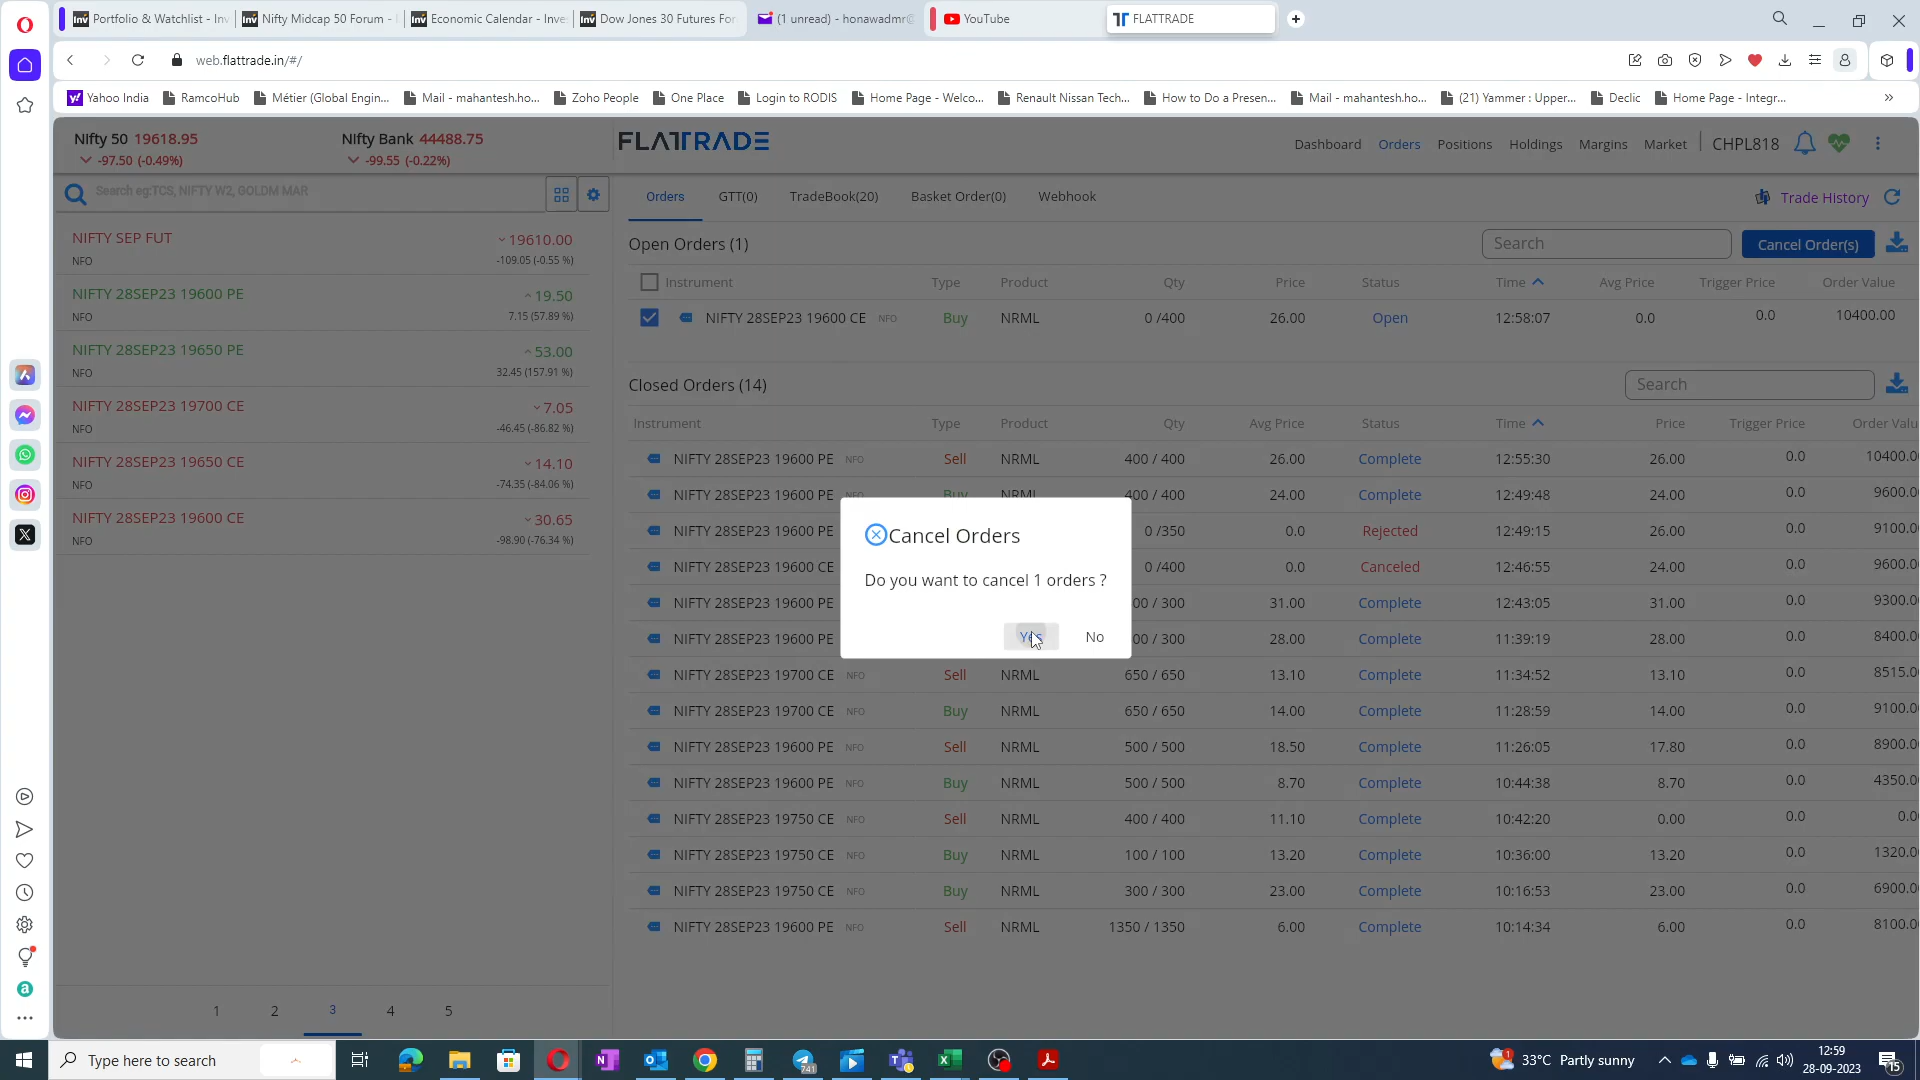 Portfolio & Watchlist - Inv
Nifty Midcap 50 Forum -
Economic Calendar - Inve
Dow Jones 30 Futures For
(1 unread) - honawadmr@
YouTube
FLATTRADE
web.flattrade.in/#/
Yahoo India
RamcoHub
Métier (Global Engin...
Mail - mahantesh.ho...
Zoho People
One Place
Login to RODIS
Home Page - Welco...
Renault Nissan Tech...
How to Do a Presen...
Mail - mahantesh.ho...
(21) Yammer : Upper...
Declic
Home Page - Integr...
»
Nifty 50 19618.95
-97.50 (-0.49%)
Nifty Bank 44488.75
-99.55 (-0.22%)
FLATTRADE
Dashboard Orders Positions Holdings Margins Market CHPL818
Search eg:TCS, NIFTY W2, GOLDM MAR
NIFTY SEP FUT 19610.00
NFO -109.05 (-0.55 %)
NIFTY 28SEP23 19600 PE 19.50
NFO 7.15 (57.89 %)
NIFTY 28SEP23 19650 PE 53.00
NFO 32.45 (157.91 %)
NIFTY 28SEP23 19700 CE 7.05
NFO -46.45 (-86.82 %)
NIFTY 28SEP23 19650 CE 14.10
NFO -74.35 (-84.06 %)
NIFTY 28SEP23 19600 CE 30.65
NFO -98.90 (-76.34 %)
1 2 3 4 5
Orders GTT(0) TradeBook(20) Basket Order(0) Webhook Trade History
Open Orders (1) Search Cancel Order(s)
Instrument Type Product Qty Price Status Time Avg Price Trigger Price Order Value
NIFTY 28SEP23 19600 CE NFO Buy NRML 0 /400 26.00 Open 12:58:07 0.0 0.0 10400.00
Closed Orders (14) Search
Instrument Type Product Qty Avg Price Status Time Price Trigger Price Order Valu
NIFTY 28SEP23 19600 PE NFO Sell NRML 400 / 400 26.00 Complete 12:55:30 26.00 0.0 10400.0
NIFTY 28SEP23 19600 PE NFO Buy NRML 400 / 400 24.00 Complete 12:49:48 24.00 0.0 9600.0
NIFTY 28SEP23 19600 PE 0 /350 0.0 Rejected 12:49:15 26.00 0.0 9100.0
NIFTY 28SEP23 19600 CE 0 /400 0.0 Canceled 12:46:55 24.00 0.0 9600.0
NIFTY 28SEP23 19600 PE 00 / 300 31.00 Complete 12:43:05 31.00 0.0 9300.0
NIFTY 28SEP23 19600 PE 00 / 300 28.00 Complete 11:39:19 28.00 0.0 8400.0
NIFTY 28SEP23 19700 CE NFO Sell NRML 650 / 650 13.10 Complete 11:34:52 13.10 0.0 8515.0
NIFTY 28SEP23 19700 CE NFO Buy NRML 650 / 650 14.00 Complete 11:28:59 14.00 0.0 9100.0
NIFTY 28SEP23 19600 PE NFO Sell NRML 500 / 500 18.50 Complete 11:26:05 17.80 0.0 8900.0
NIFTY 28SEP23 19600 PE NFO Buy NRML 500 / 500 8.70 Complete 10:44:38 8.70 0.0 4350.0
NIFTY 28SEP23 19750 CE NFO Sell NRML 400 / 400 11.10 Complete 10:42:20 0.00 0.0 0.0
NIFTY 28SEP23 19750 CE NFO Buy NRML 100 / 100 13.20 Complete 10:36:00 13.20 0.0 1320.0
NIFTY 28SEP23 19750 CE NFO Buy NRML 300 / 300 23.00 Complete 10:16:53 23.00 0.0 6900.0
NIFTY 28SEP23 19600 PE NFO Sell NRML 1350 / 1350 6.00 Complete 10:14:34 6.00 0.0 8100.0
Cancel Orders
Do you want to cancel 1 orders ?
Yes No
Type here to search
741
33°C Partly sunny
12:59
28-09-2023
15